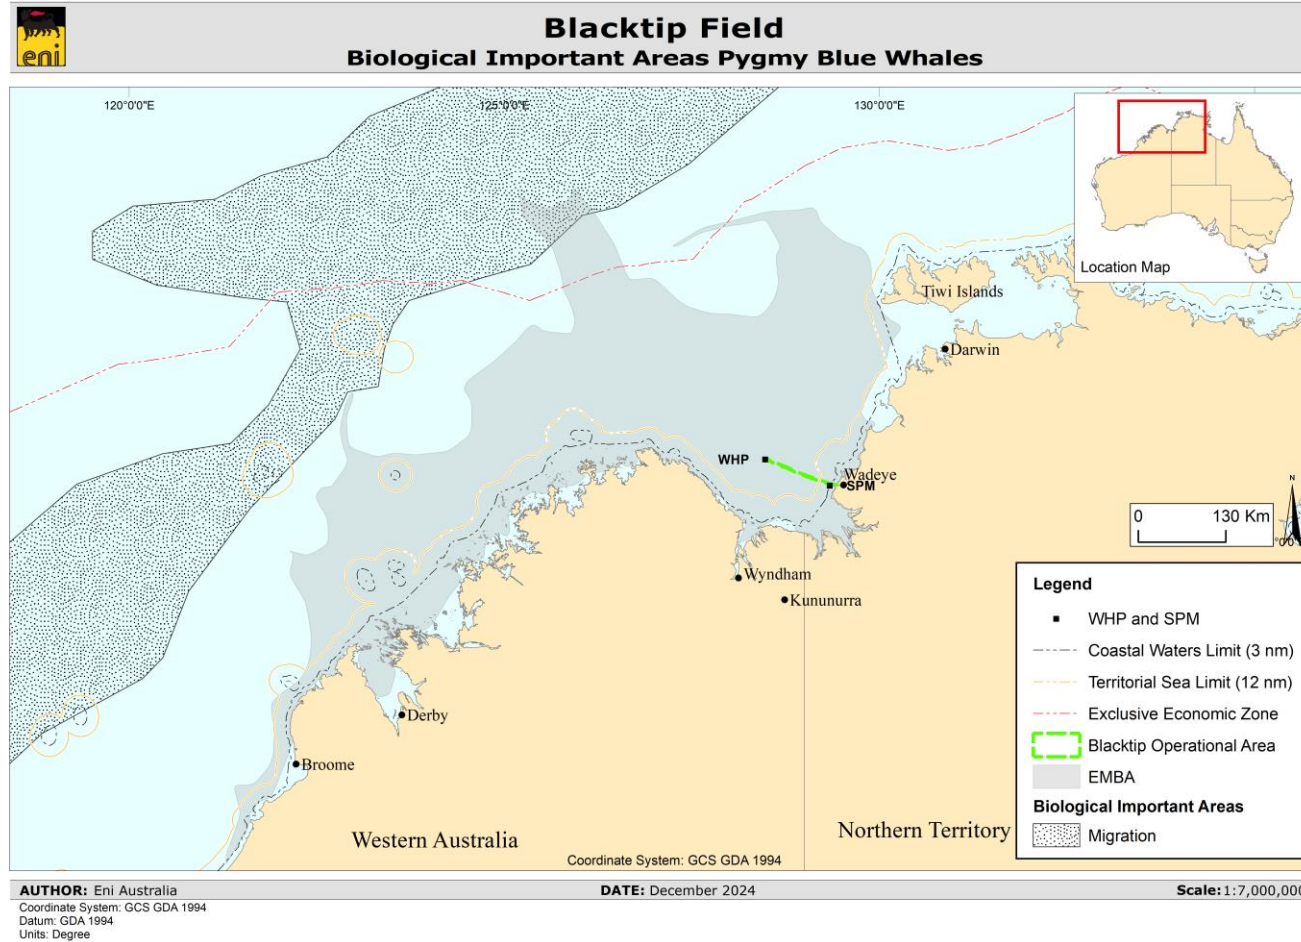 eni
Blacktip Field
Biological Important Areas Pygmy Blue Whales
120°0'0"E
125°0'0"E
130°0'0"E
Location Map
Tiwi Islands
Darwin
WHP
Wadeye
SPM
Wyndham
Kununurra
Derby
Broome
Western Australia
Northern Territory
Coordinate System: GCS GDA 1994
N
0 130 Km
Legend
WHP and SPM
Coastal Waters Limit (3 nm)
Territorial Sea Limit (12 nm)
Exclusive Economic Zone
Blacktip Operational Area
EMBA
Biological Important Areas
Migration
AUTHOR: Eni Australia
DATE: December 2024
Scale:1:7,000,000
Coordinate System: GCS GDA 1994
Datum: GDA 1994
Units: Degree